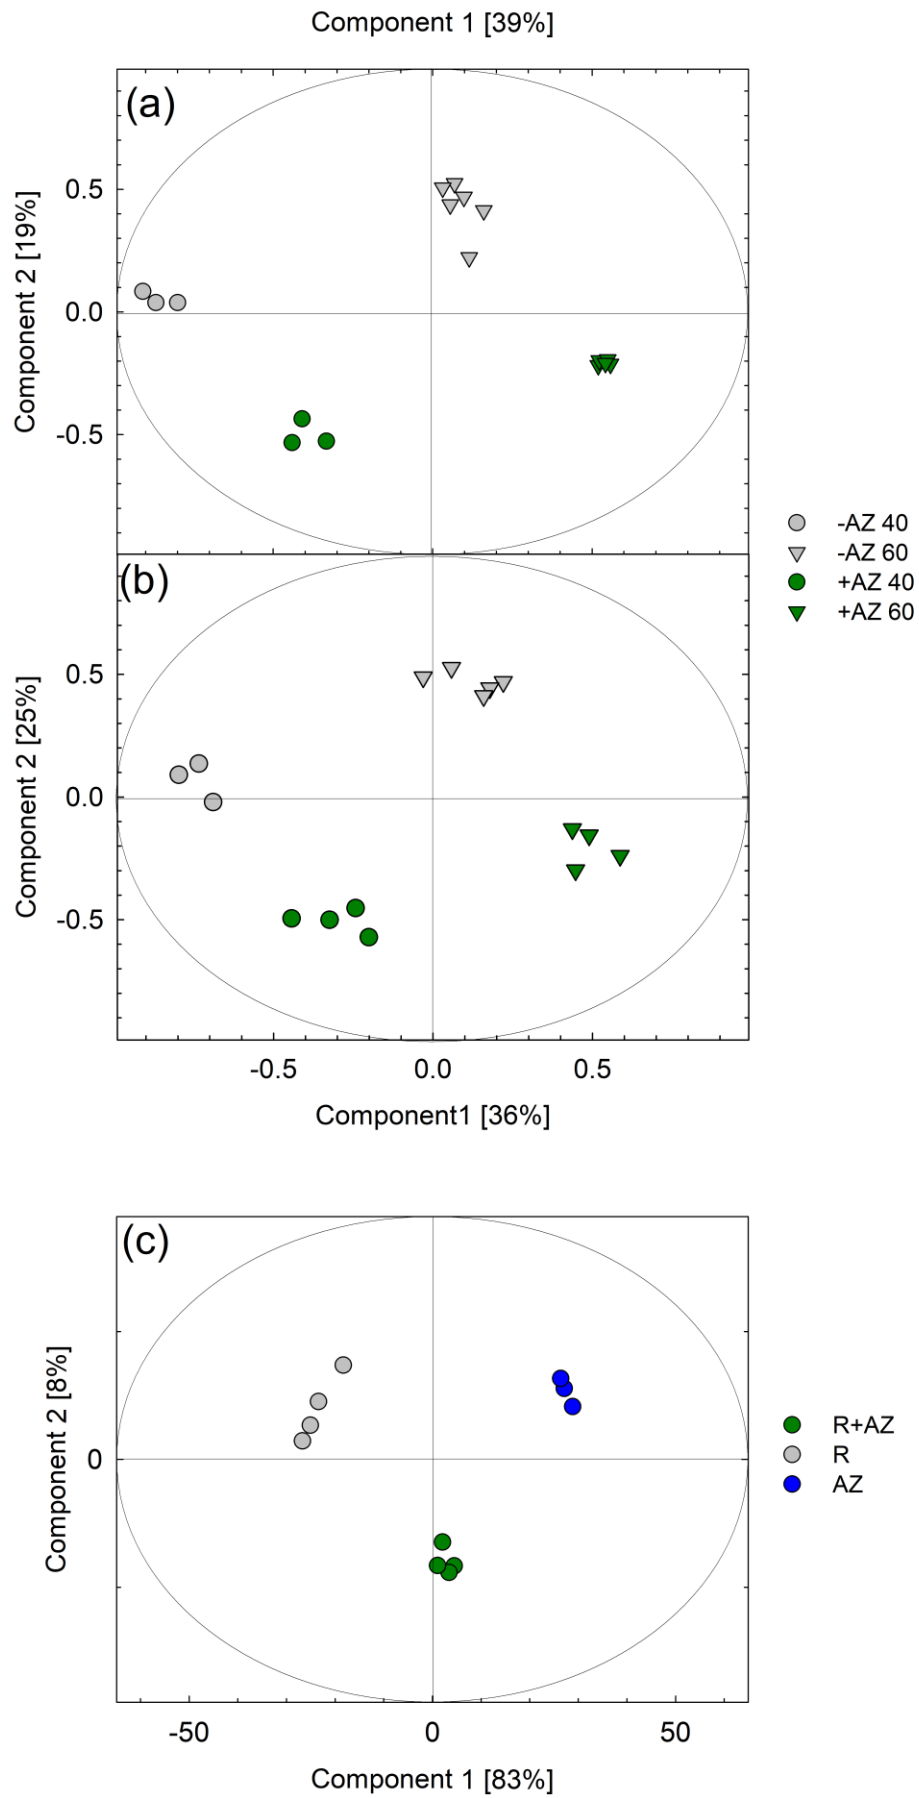 Component 1 [39%]
(a)
Component 2 [19%]
0.5
0.0
-0.5
-AZ 40
-AZ 60
+AZ 40
+AZ 60
(b)
Component 2 [25%]
0.5
0.0
-0.5
-0.5 0.0 0.5
Component1 [36%]
(c)
Component 2 [8%]
0
R+AZ
R
AZ
-50 0 50
Component 1 [83%]